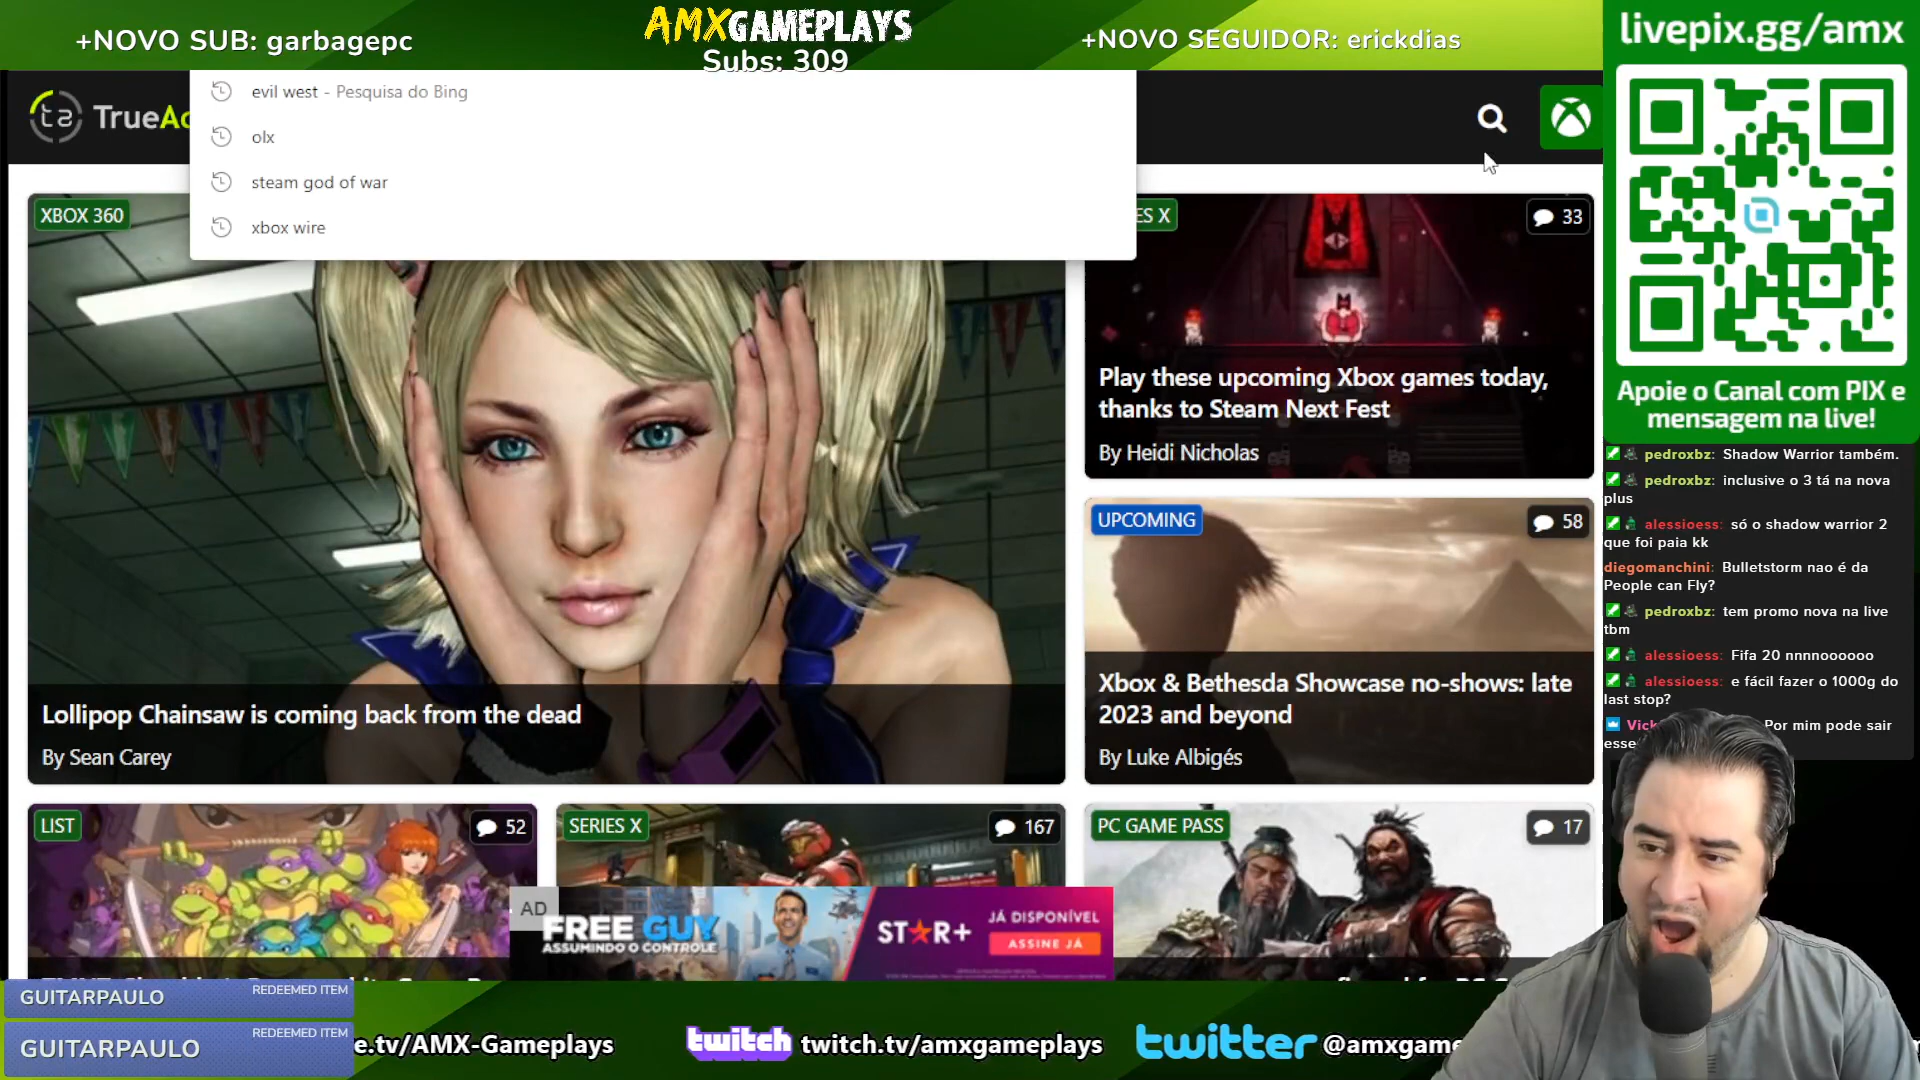 +NOVO SUB: garbagepc
AMXGAMEPLAYS
Subs: 309
+NOVO SEGUIDOR: erickdias
livepix.gg/amx
ta TrueAc
evil west - Pesquisa do Bing
olx
steam god of war
xbox wire
XBOX 360
Lollipop Chainsaw is coming back from the dead
By Sean Carey
ES X
33
Play these upcoming Xbox games today,
thanks to Steam Next Fest
By Heidi Nicholas
UPCOMING
58
Xbox & Bethesda Showcase no-shows: late
2023 and beyond
By Luke Albigés
LIST
52
SERIES X
167
PC GAME PASS
17
AD
FREE GUY
ASSUMINDO O CONTROLE
STAR+
JÁ DISPONÍVEL
ASSINE JÁ
Apoie o Canal com PIX e
mensagem na live!
pedroxbz: Shadow Warrior também.
pedroxbz: inclusive o 3 tá na nova
plus
alessioess: só o shadow warrior 2
que foi paia kk
diegomanchini: Bulletstorm nao é da
People can Fly?
pedroxbz: tem promo nova na live
tbm
alessioess: Fifa 20 nnnnoooooo
alessioess: e fácil fazer o 1000g do
last stop?
Vick Por mim pode sair
esse
GUITARPAULO
REDEEMED ITEM
GUITARPAULO
REDEEMED ITEM
e.tv/AMX-Gameplays
twitch twitch.tv/amxgameplays
twitter @amxgame